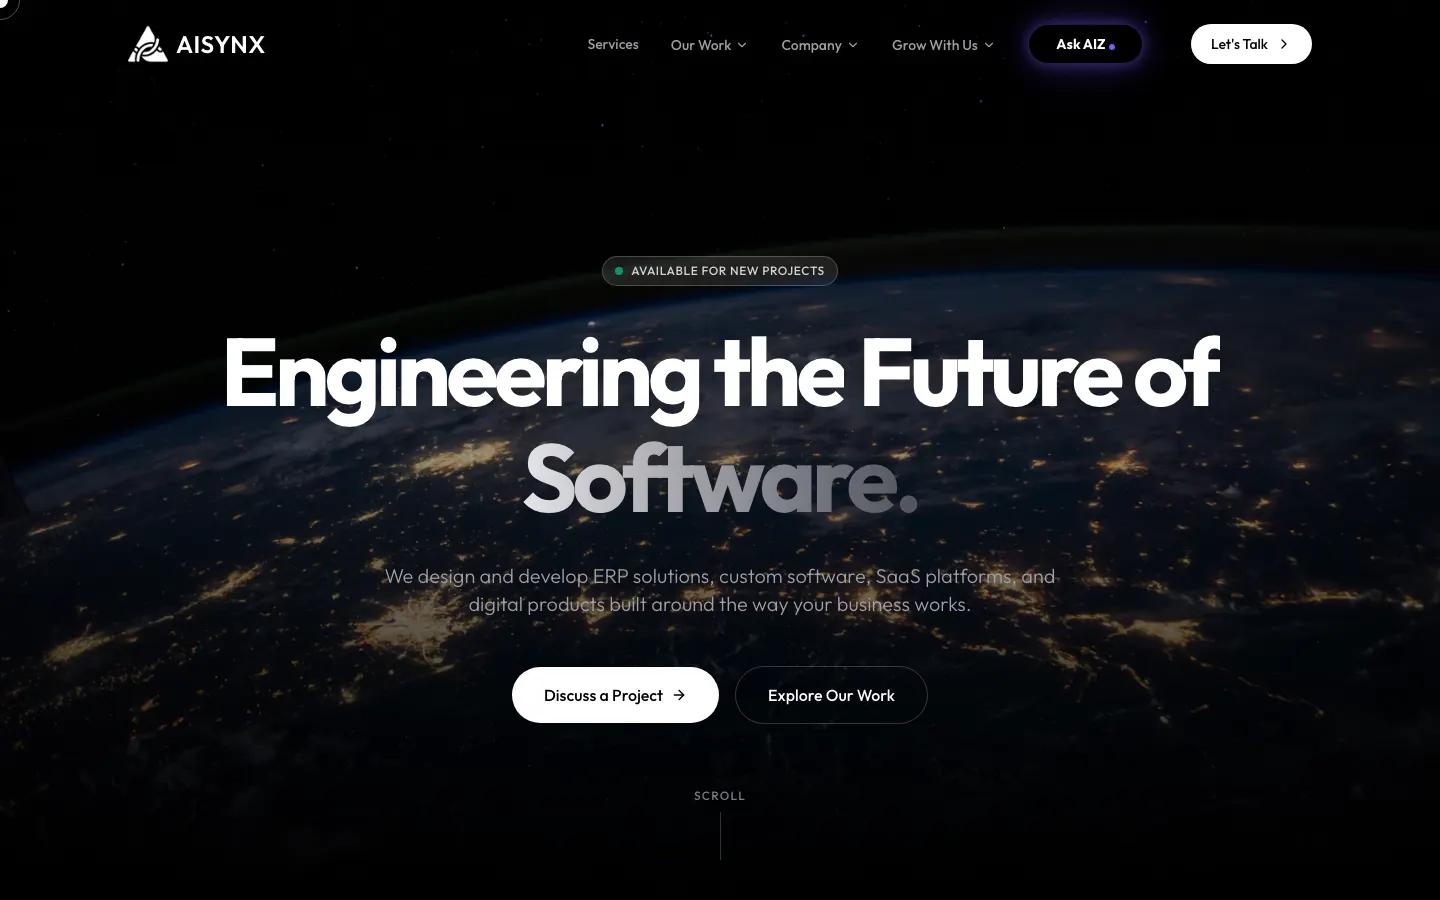 AISYNX
Services
Our Work
Company
Grow With Us
Ask AIZ
Let's Talk
AVAILABLE FOR NEW PROJECTS
Engineering the Future of
Software.
We design and develop ERP solutions, custom software, SaaS platforms, and
digital products built around the way your business works.
Discuss a Project
Explore Our Work
SCROLL